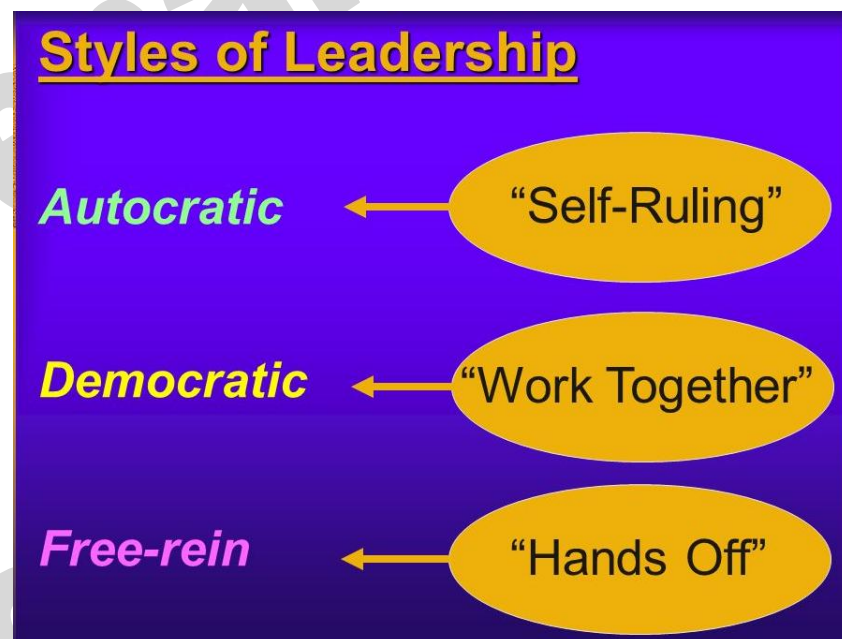 Styles of Leadership
Autocratic “Self-Ruling”
Democratic “Work Together”
Free-rein “Hands Off”